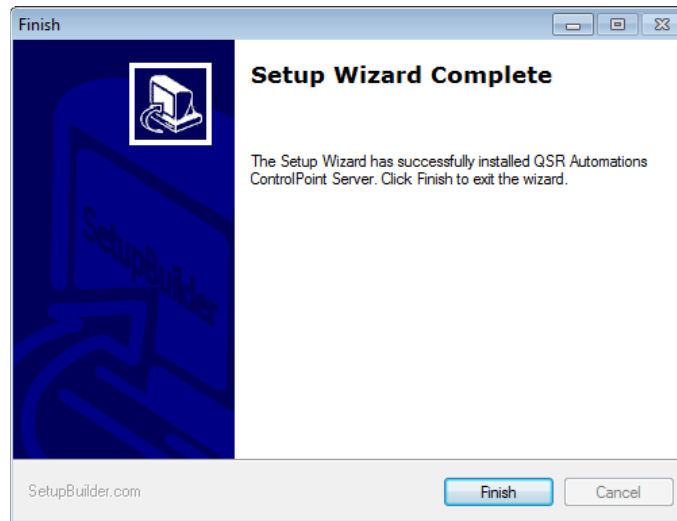 Finish
Setup Wizard Complete
The Setup Wizard has successfully installed QSR Automations
ControlPoint Server. Click Finish to exit the wizard.
SetupBuilder
SetupBuilder.com
Finish
Cancel